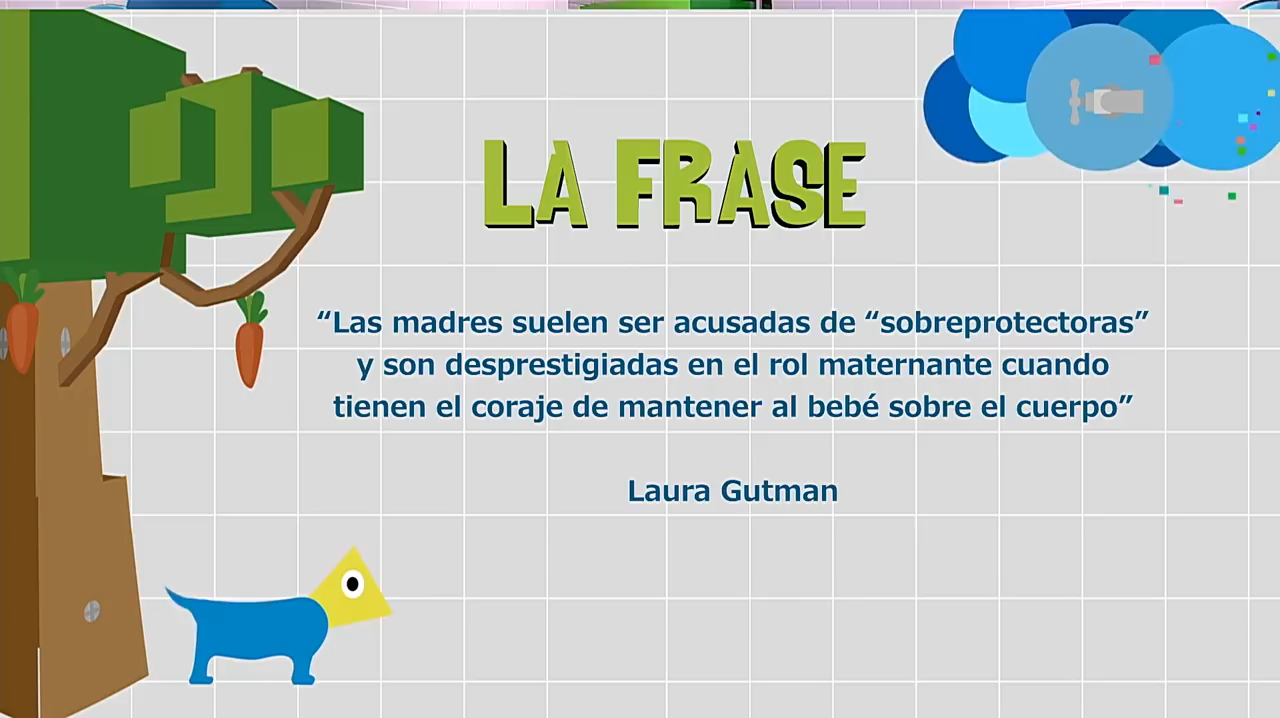 LA FRASE
“Las madres suelen ser acusadas de “sobreprotectoras”
y son desprestigiadas en el rol maternante cuando
tienen el coraje de mantener al bebé sobre el cuerpo”
Laura Gutman